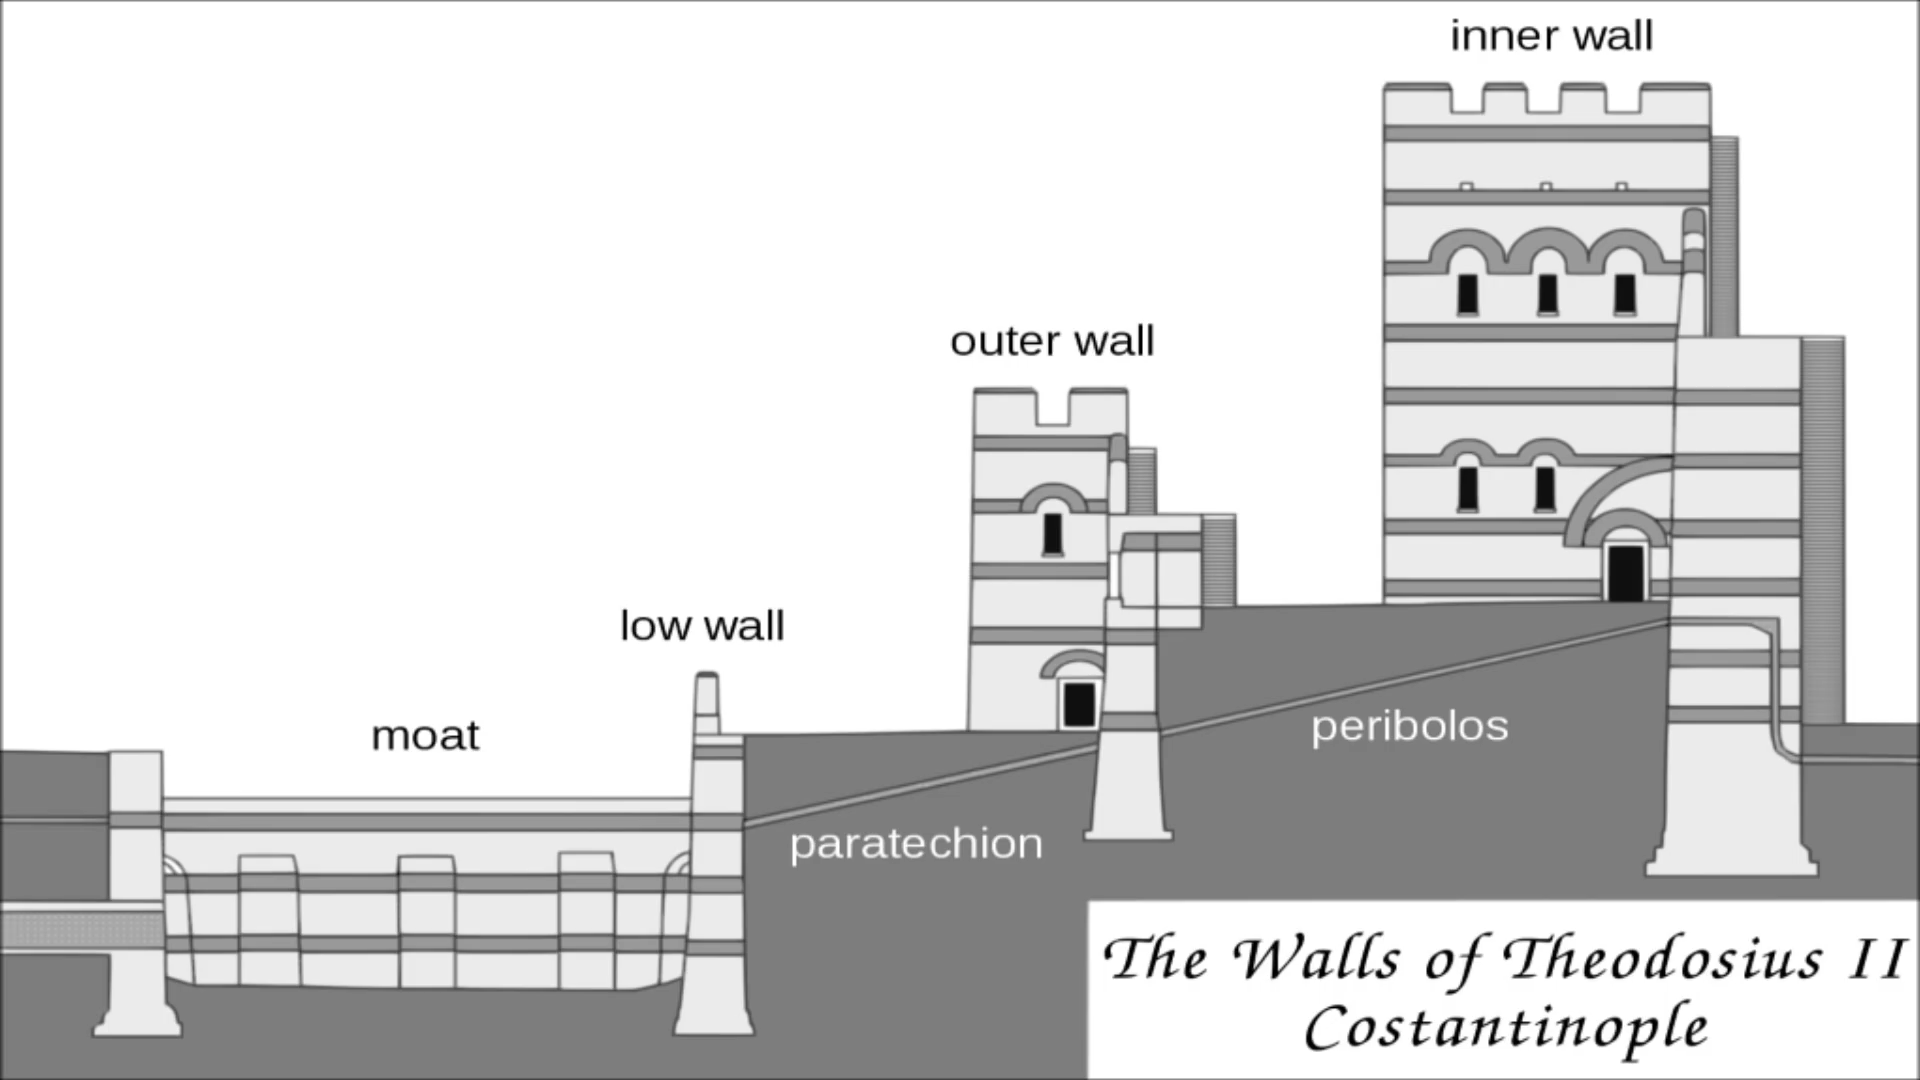 inner wall
outer wall
low wall
moat
peribolos
paratechion
The Walls of Theodosius II
Costantinople